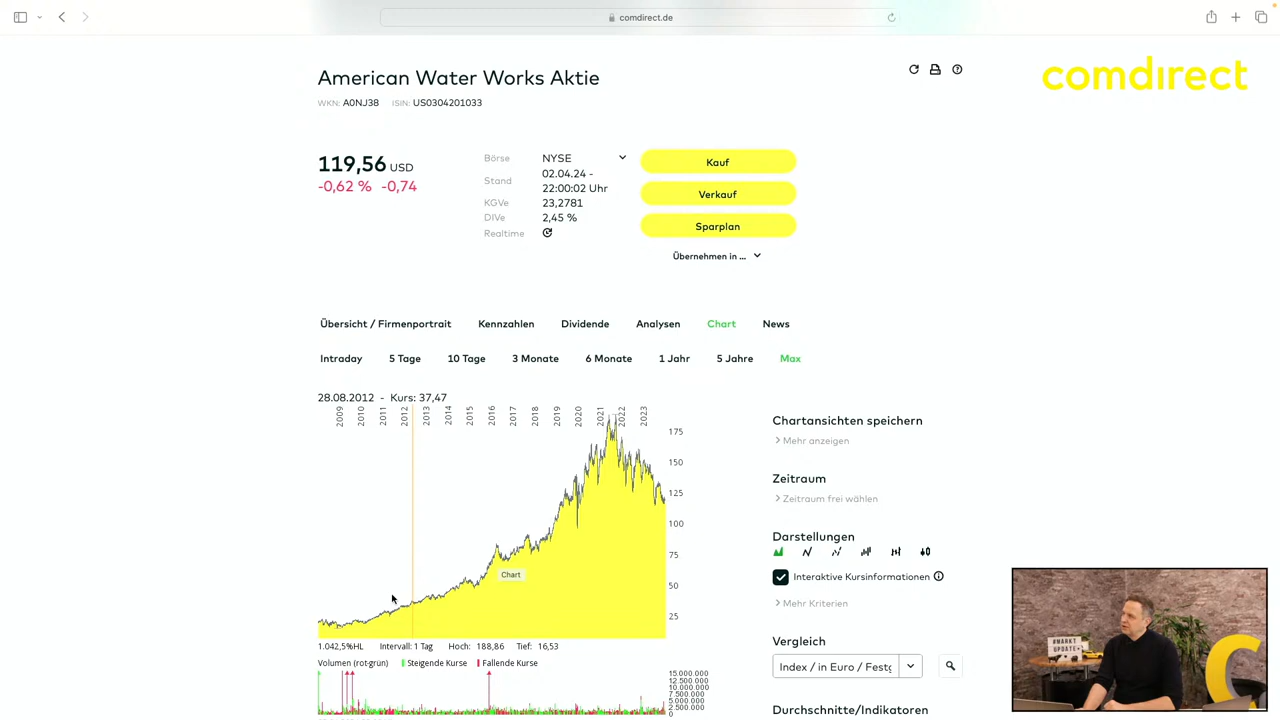 comdirect.de
American Water Works Aktie
comdirect
WKN: A0NJ38 ISIN: US0304201033
119,56 USD
-0,62 % -0,74
Börse NYSE
Stand 02.04.24 -
22:00:02 Uhr
KGVe 23,2781
DIVe 2,45 %
Realtime
Kauf
Verkauf
Sparplan
Übernehmen in ...
Übersicht / Firmenportrait Kennzahlen Dividende Analysen Chart News
Intraday 5 Tage 10 Tage 3 Monate 6 Monate 1 Jahr 5 Jahre Max
28.08.2012 - Kurs: 37,47
2009 2010 2011 2012 2013 2014 2015 2016 2017 2018 2019 2020 2021 2022 2023
175
150
125
100
75
50
25
Chart
1.042,5%HL Intervall: 1 Tag Hoch: 188,86 Tief: 16,53
Volumen (rot-grün) Steigende Kurse Fallende Kurse
15.000.000
12.500.000
10.000.000
7.500.000
5.000.000
2.500.000
0
Chartansichten speichern
Mehr anzeigen
Zeitraum
Zeitraum frei wählen
Darstellungen
Interaktive Kursinformationen
Mehr Kriterien
Vergleich
Index / in Euro / Festg
Durchschnitte/Indikatoren
#MARKT
UPDATE